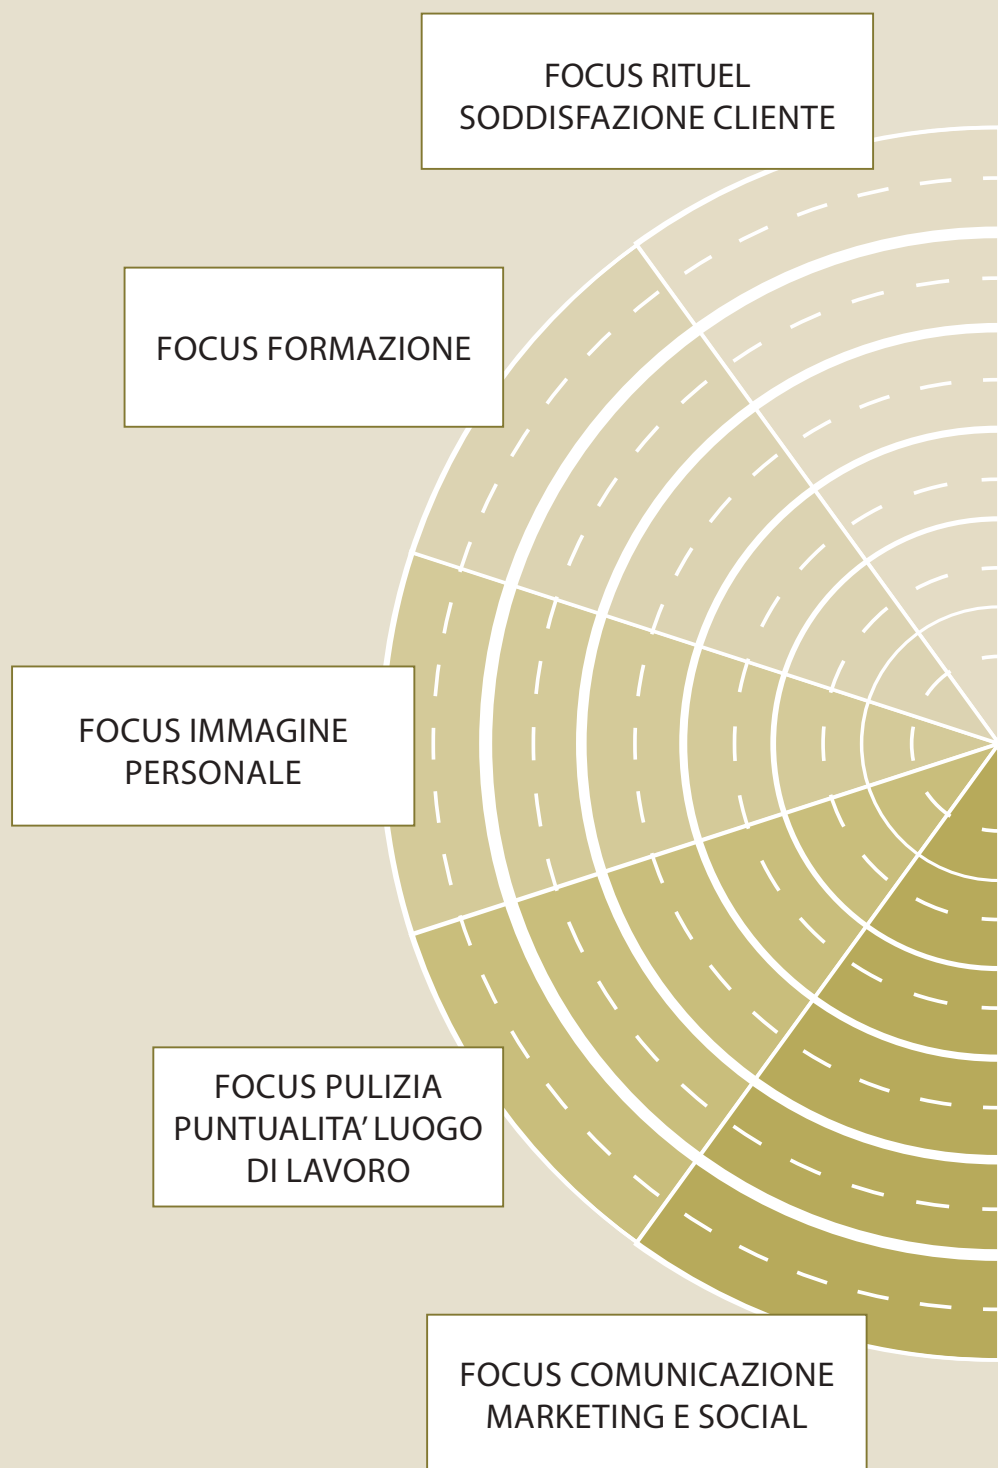 FOCUS RITUEL
SODDISFAZIONE CLIENTE
FOCUS FORMAZIONE
FOCUS IMMAGINE
PERSONALE
FOCUS PULIZIA
PUNTUALITA’ LUOGO
DI LAVORO
FOCUS COMUNICAZIONE
MARKETING E SOCIAL